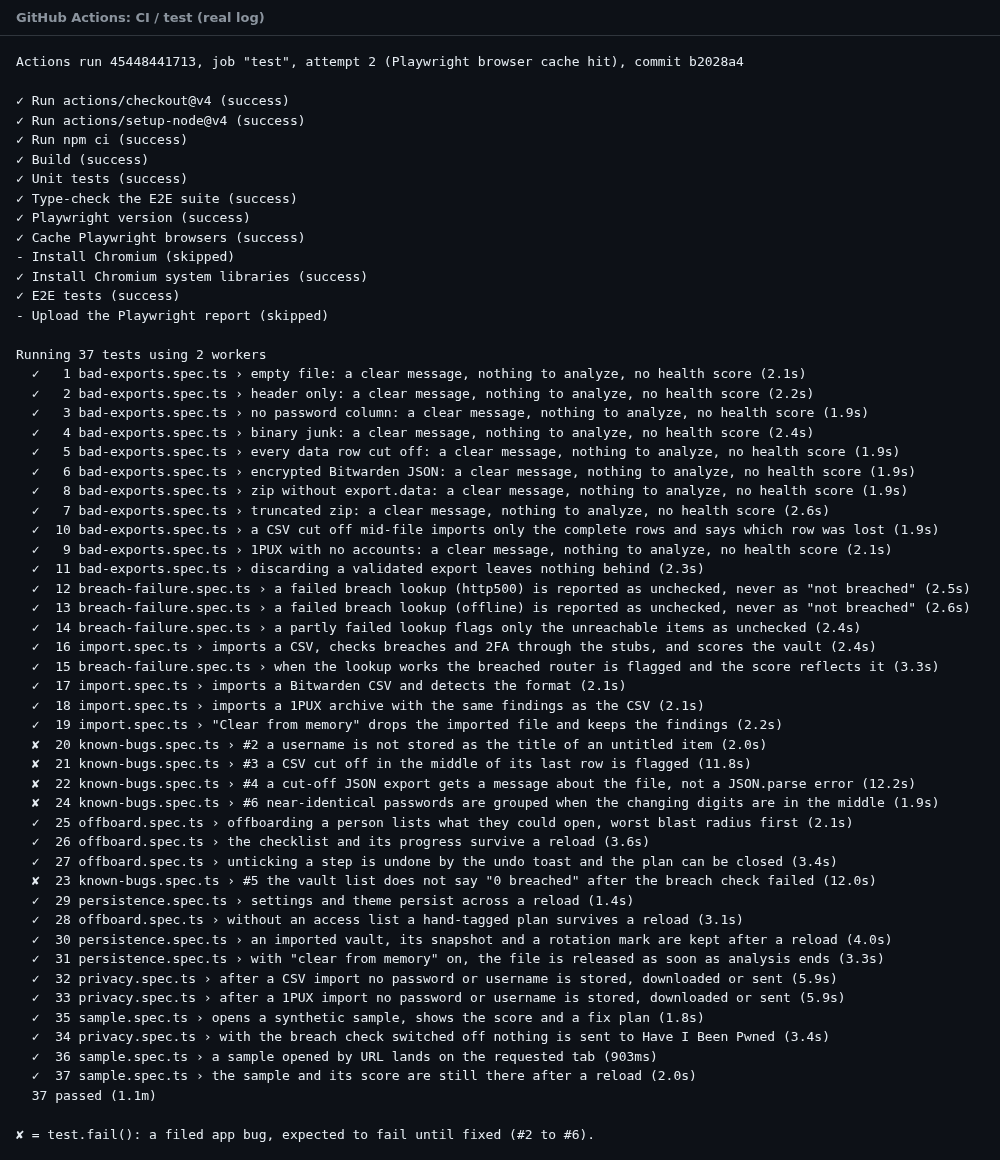 GitHub Actions: CI / test (real log)
Actions run 45448441713, job "test", attempt 2 (Playwright browser cache hit), commit b2028a4
✓ Run actions/checkout@v4 (success)
✓ Run actions/setup-node@v4 (success)
✓ Run npm ci (success)
✓ Build (success)
✓ Unit tests (success)
✓ Type-check the E2E suite (success)
✓ Playwright version (success)
✓ Cache Playwright browsers (success)
- Install Chromium (skipped)
✓ Install Chromium system libraries (success)
✓ E2E tests (success)
- Upload the Playwright report (skipped)
Running 37 tests using 2 workers
✓ 1 bad-exports.spec.ts › empty file: a clear message, nothing to analyze, no health score (2.1s)
✓ 2 bad-exports.spec.ts › header only: a clear message, nothing to analyze, no health score (2.2s)
✓ 3 bad-exports.spec.ts › no password column: a clear message, nothing to analyze, no health score (1.9s)
✓ 4 bad-exports.spec.ts › binary junk: a clear message, nothing to analyze, no health score (2.4s)
✓ 5 bad-exports.spec.ts › every data row cut off: a clear message, nothing to analyze, no health score (1.9s)
✓ 6 bad-exports.spec.ts › encrypted Bitwarden JSON: a clear message, nothing to analyze, no health score (1.9s)
✓ 8 bad-exports.spec.ts › zip without export.data: a clear message, nothing to analyze, no health score (1.9s)
✓ 7 bad-exports.spec.ts › truncated zip: a clear message, nothing to analyze, no health score (2.6s)
✓ 10 bad-exports.spec.ts › a CSV cut off mid-file imports only the complete rows and says which row was lost (1.9s)
✓ 9 bad-exports.spec.ts › 1PUX with no accounts: a clear message, nothing to analyze, no health score (2.1s)
✓ 11 bad-exports.spec.ts › discarding a validated export leaves nothing behind (2.3s)
✓ 12 breach-failure.spec.ts › a failed breach lookup (http500) is reported as unchecked, never as "not breached" (2.5s)
✓ 13 breach-failure.spec.ts › a failed breach lookup (offline) is reported as unchecked, never as "not breached" (2.6s)
✓ 14 breach-failure.spec.ts › a partly failed lookup flags only the unreachable items as unchecked (2.4s)
✓ 16 import.spec.ts › imports a CSV, checks breaches and 2FA through the stubs, and scores the vault (2.4s)
✓ 15 breach-failure.spec.ts › when the lookup works the breached router is flagged and the score reflects it (3.3s)
✓ 17 import.spec.ts › imports a Bitwarden CSV and detects the format (2.1s)
✓ 18 import.spec.ts › imports a 1PUX archive with the same findings as the CSV (2.1s)
✓ 19 import.spec.ts › "Clear from memory" drops the imported file and keeps the findings (2.2s)
✘ 20 known-bugs.spec.ts › #2 a username is not stored as the title of an untitled item (2.0s)
✘ 21 known-bugs.spec.ts › #3 a CSV cut off in the middle of its last row is flagged (11.8s)
✘ 22 known-bugs.spec.ts › #4 a cut-off JSON export gets a message about the file, not a JSON.parse error (12.2s)
✘ 24 known-bugs.spec.ts › #6 near-identical passwords are grouped when the changing digits are in the middle (1.9s)
✓ 25 offboard.spec.ts › offboarding a person lists what they could open, worst blast radius first (2.1s)
✓ 26 offboard.spec.ts › the checklist and its progress survive a reload (3.6s)
✓ 27 offboard.spec.ts › unticking a step is undone by the undo toast and the plan can be closed (3.4s)
✘ 23 known-bugs.spec.ts › #5 the vault list does not say "0 breached" after the breach check failed (12.0s)
✓ 29 persistence.spec.ts › settings and theme persist across a reload (1.4s)
✓ 28 offboard.spec.ts › without an access list a hand-tagged plan survives a reload (3.1s)
✓ 30 persistence.spec.ts › an imported vault, its snapshot and a rotation mark are kept after a reload (4.0s)
✓ 31 persistence.spec.ts › with "clear from memory" on, the file is released as soon as analysis ends (3.3s)
✓ 32 privacy.spec.ts › after a CSV import no password or username is stored, downloaded or sent (5.9s)
✓ 33 privacy.spec.ts › after a 1PUX import no password or username is stored, downloaded or sent (5.9s)
✓ 35 sample.spec.ts › opens a synthetic sample, shows the score and a fix plan (1.8s)
✓ 34 privacy.spec.ts › with the breach check switched off nothing is sent to Have I Been Pwned (3.4s)
✓ 36 sample.spec.ts › a sample opened by URL lands on the requested tab (903ms)
✓ 37 sample.spec.ts › the sample and its score are still there after a reload (2.0s)
37 passed (1.1m)
✘ = test.fail(): a filed app bug, expected to fail until fixed (#2 to #6).